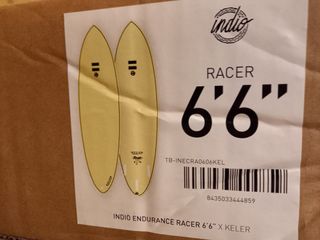 indio
RACER
6'6"
TB-INECRA0606KEL
8435033444859
INDIO ENDURANCE RACER 6'6" X KELER